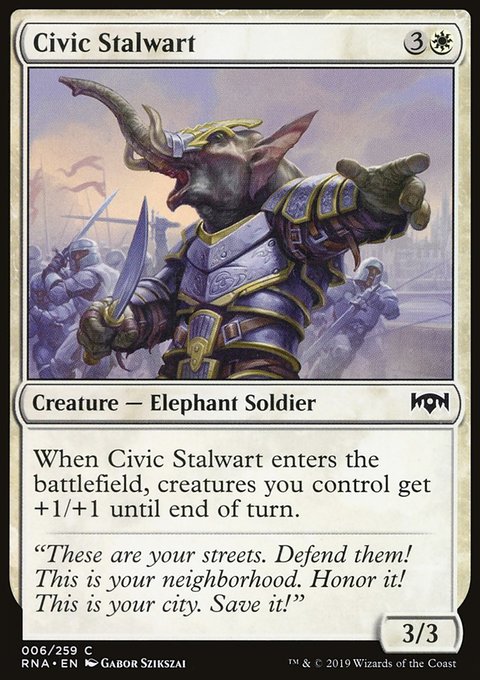 Civic Stalwart 3
Creature — Elephant Soldier
When Civic Stalwart enters the
battlefield, creatures you control get
+1/+1 until end of turn.
“These are your streets. Defend them!
This is your neighborhood. Honor it!
This is your city. Save it!”
3/3
006/259 C
RNA • EN Gabor Szikszai
™ & © 2019 Wizards of the Coast